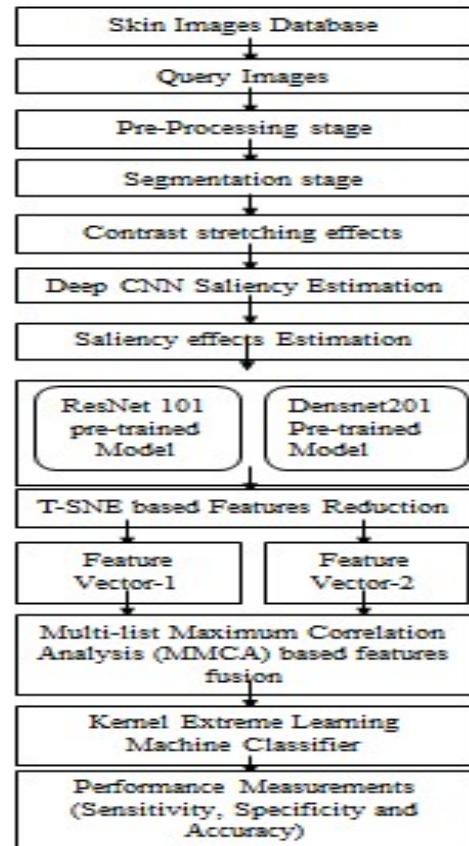 Skin Images Database
Query Images
Pre-Processing stage
Segmentation stage
Contrast stretching effects
Deep CNN Saliency Estimation
Saliency effects Estimation
ResNet 101
pre-trained
Model
Densnet201
Pre-trained
Model
T-SNE based Features Reduction
Feature
Vector-1
Feature
Vector-2
Multi-list Maximum Correlation
Analysis (MMCA) based features
fusion
Kernel Extreme Learning
Machine Classifier
Performance Measurements
(Sensitivity, Specificity and
Accuracy)